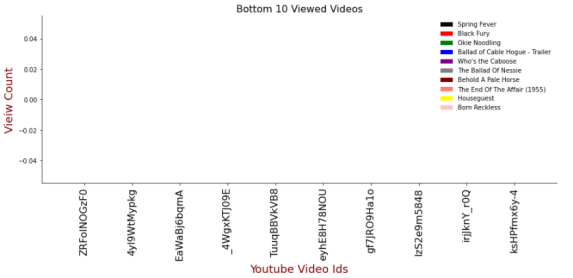 Bottom 10 Viewed Videos
Spring Fever
Black Fury
Okie Noodling
Ballad of Cable Hogue - Trailer
Who's the Caboose
The Ballad Of Nessie
Behold A Pale Horse
The End Of The Affair (1955)
Houseguest
Born Reckless
Vieiw Count
0.04
0.02
0.00
−0.02
−0.04
ZRFolNOGzF0
4yI9WtMypkg
EaWaBJ6bqmA
_4WgxKTJ09E
TuuqBBVkVB8
eyhE8H78NOU
gf7JRO9Ha1o
IzS2e9m5848
irjJknY_r0Q
ksHPfmx6y-4
Youtube Video Ids